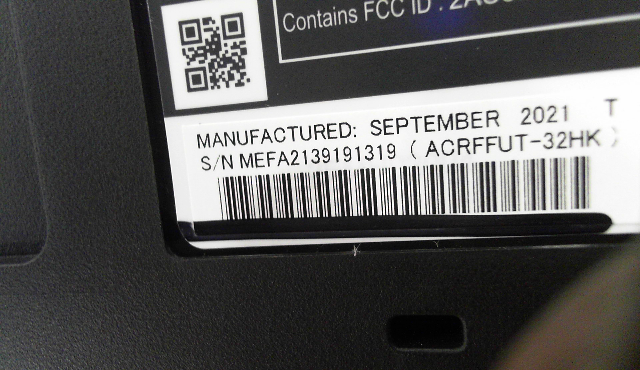 Contains FCC ID : 
MANUFACTURED: SEPTEMBER 2021 T
S/N MEFA2139191319 ( ACRFFUT-32HK )